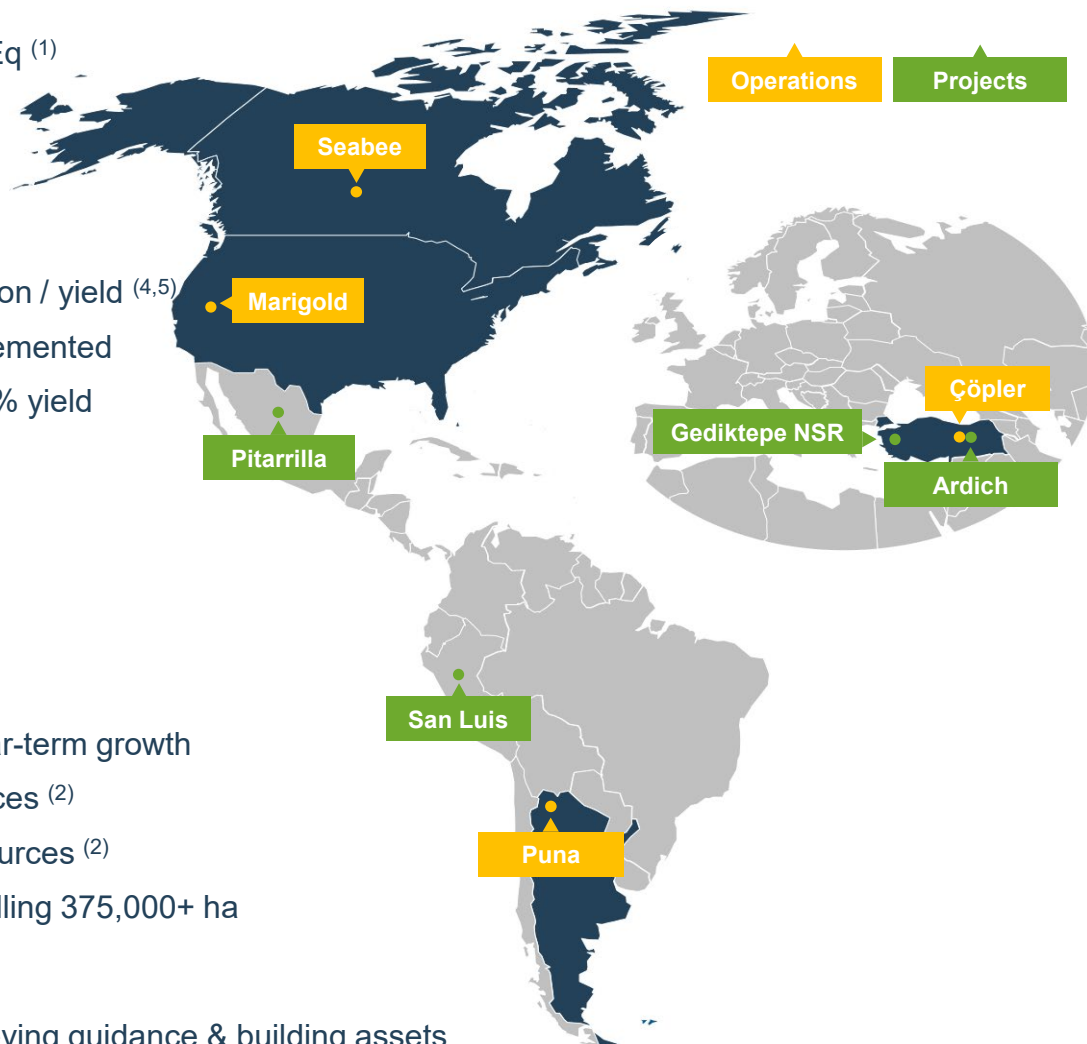 Eq (1)
Operations
Projects
Seabee
on / yield (4,5)
Marigold
emented
% yield
Çöpler
Gediktepe NSR
Pitarrilla
Ardich
San Luis
ar-term growth
ces (2)
urces (2)
Puna
lling 375,000+ ha
ving guidance & building assets